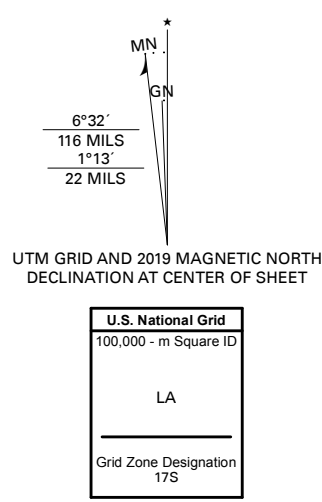 MN
GN
6°32´
116 MILS
1°13´
22 MILS
UTM GRID AND 2019 MAGNETIC NORTH
DECLINATION AT CENTER OF SHEET
U.S. National Grid
100,000 - m Square ID
LA
Grid Zone Designation
17S